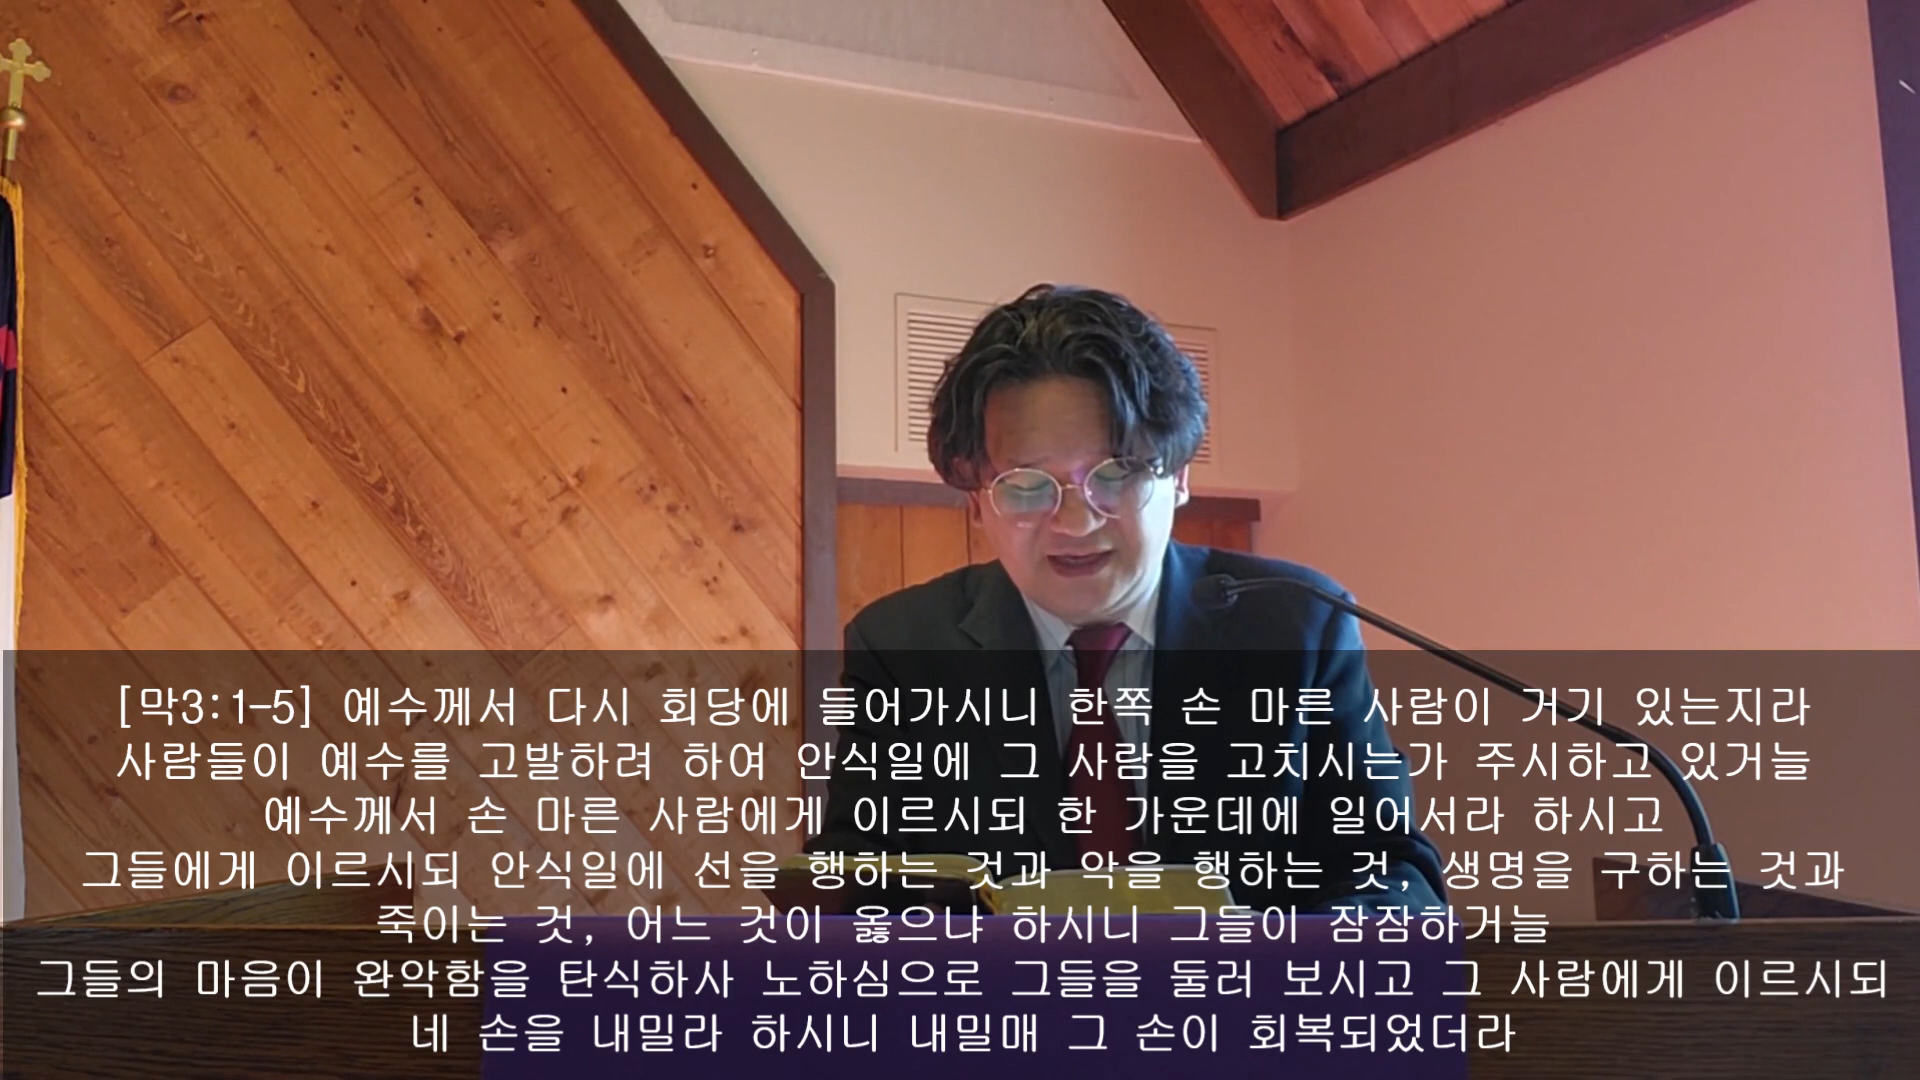 [막3:1-5] 예수께서 다시 회당에 들어가시니 한쪽 손 마른 사람이 거기 있는지라
사람들이 예수를 고발하려 하여 안식일에 그 사람을 고치시는가 주시하고 있거늘
예수께서 손 마른 사람에게 이르시되 한 가운데에 일어서라 하시고
그들에게 이르시되 안식일에 선을 행하는 것과 악을 행하는 것, 생명을 구하는 것과
죽이는 것, 어느 것이 옳으냐 하시니 그들이 잠잠하거늘
그들의 마음이 완악함을 탄식하사 노하심으로 그들을 둘러 보시고 그 사람에게 이르시되
네 손을 내밀라 하시니 내밀매 그 손이 회복되었더라